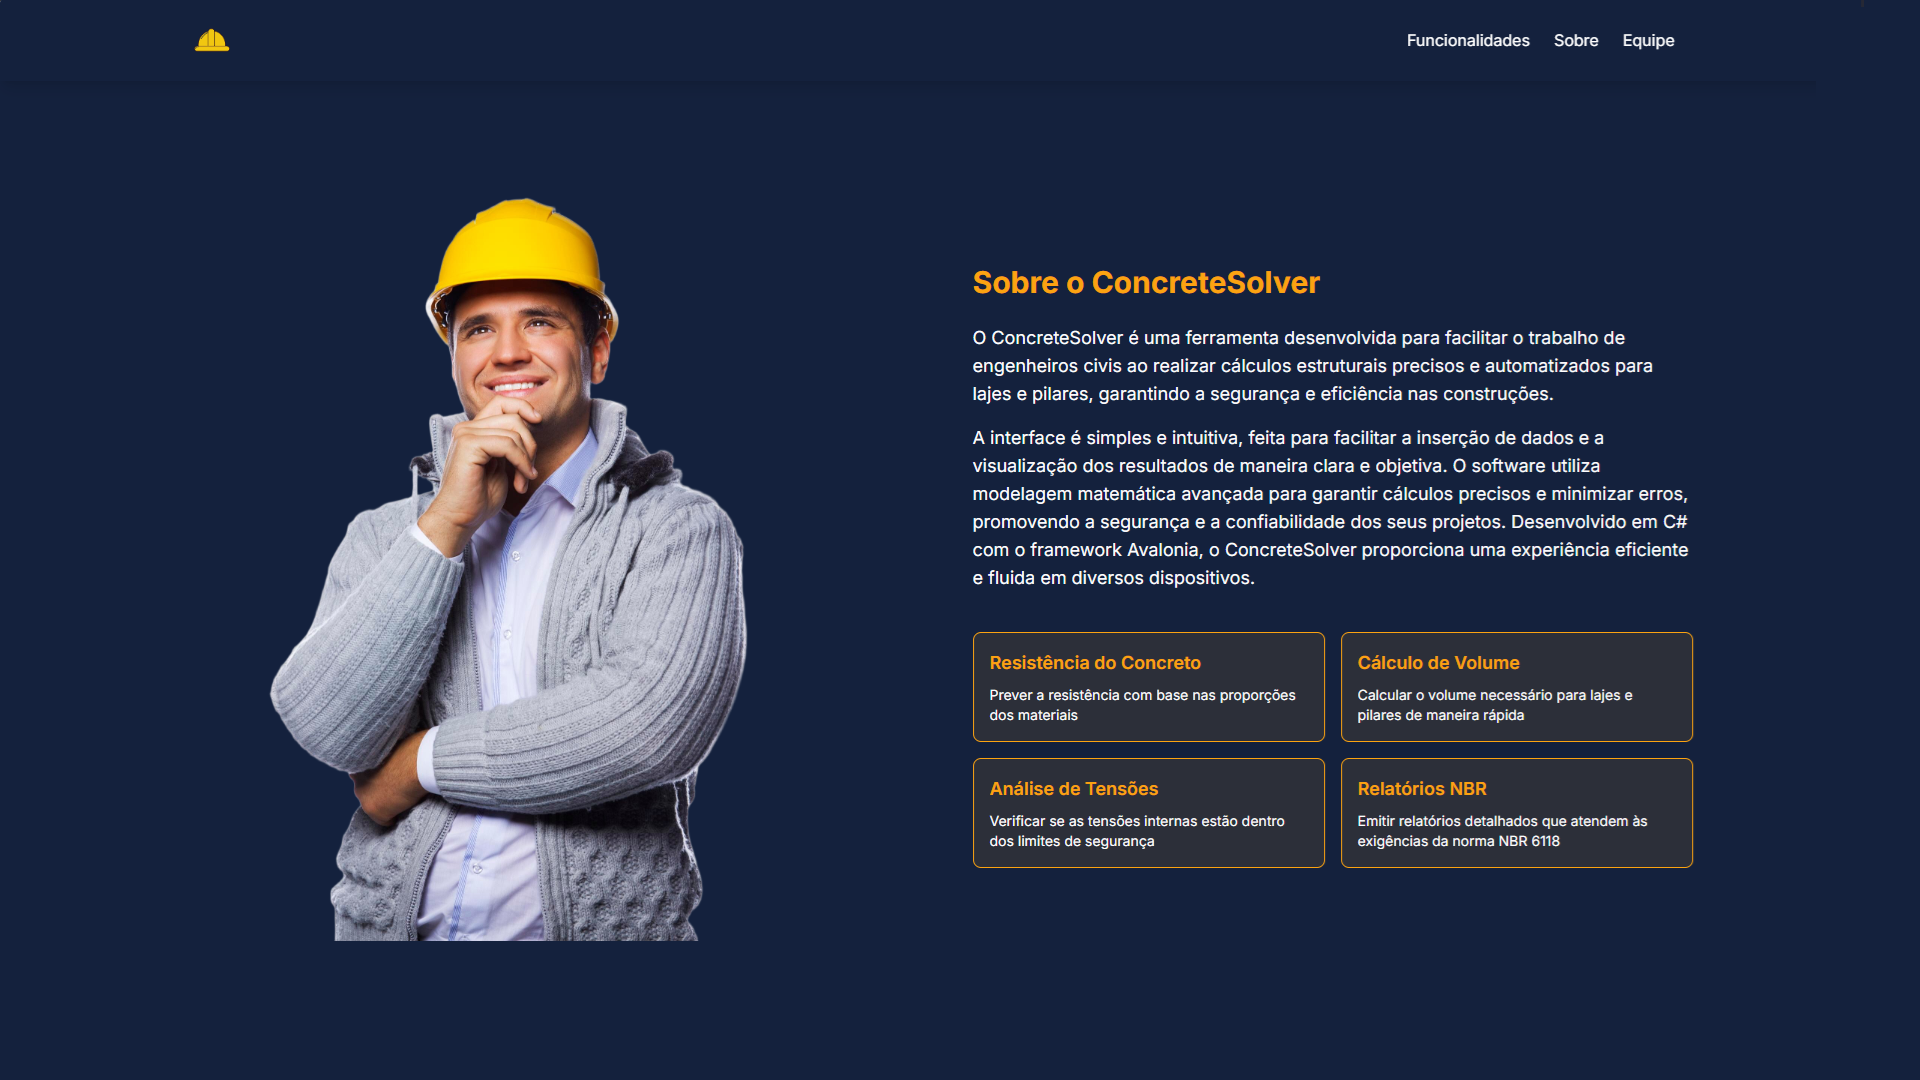 Funcionalidades Sobre Equipe
Sobre o ConcreteSolver
O ConcreteSolver é uma ferramenta desenvolvida para facilitar o trabalho de
engenheiros civis ao realizar cálculos estruturais precisos e automatizados para
lajes e pilares, garantindo a segurança e eficiência nas construções.
A interface é simples e intuitiva, feita para facilitar a inserção de dados e a
visualização dos resultados de maneira clara e objetiva. O software utiliza
modelagem matemática avançada para garantir cálculos precisos e minimizar erros,
promovendo a segurança e a confiabilidade dos seus projetos. Desenvolvido em C#
com o framework Avalonia, o ConcreteSolver proporciona uma experiência eficiente
e fluida em diversos dispositivos.
Resistência do Concreto
Prever a resistência com base nas proporções
dos materiais
Cálculo de Volume
Calcular o volume necessário para lajes e
pilares de maneira rápida
Análise de Tensões
Verificar se as tensões internas estão dentro
dos limites de segurança
Relatórios NBR
Emitir relatórios detalhados que atendem às
exigências da norma NBR 6118